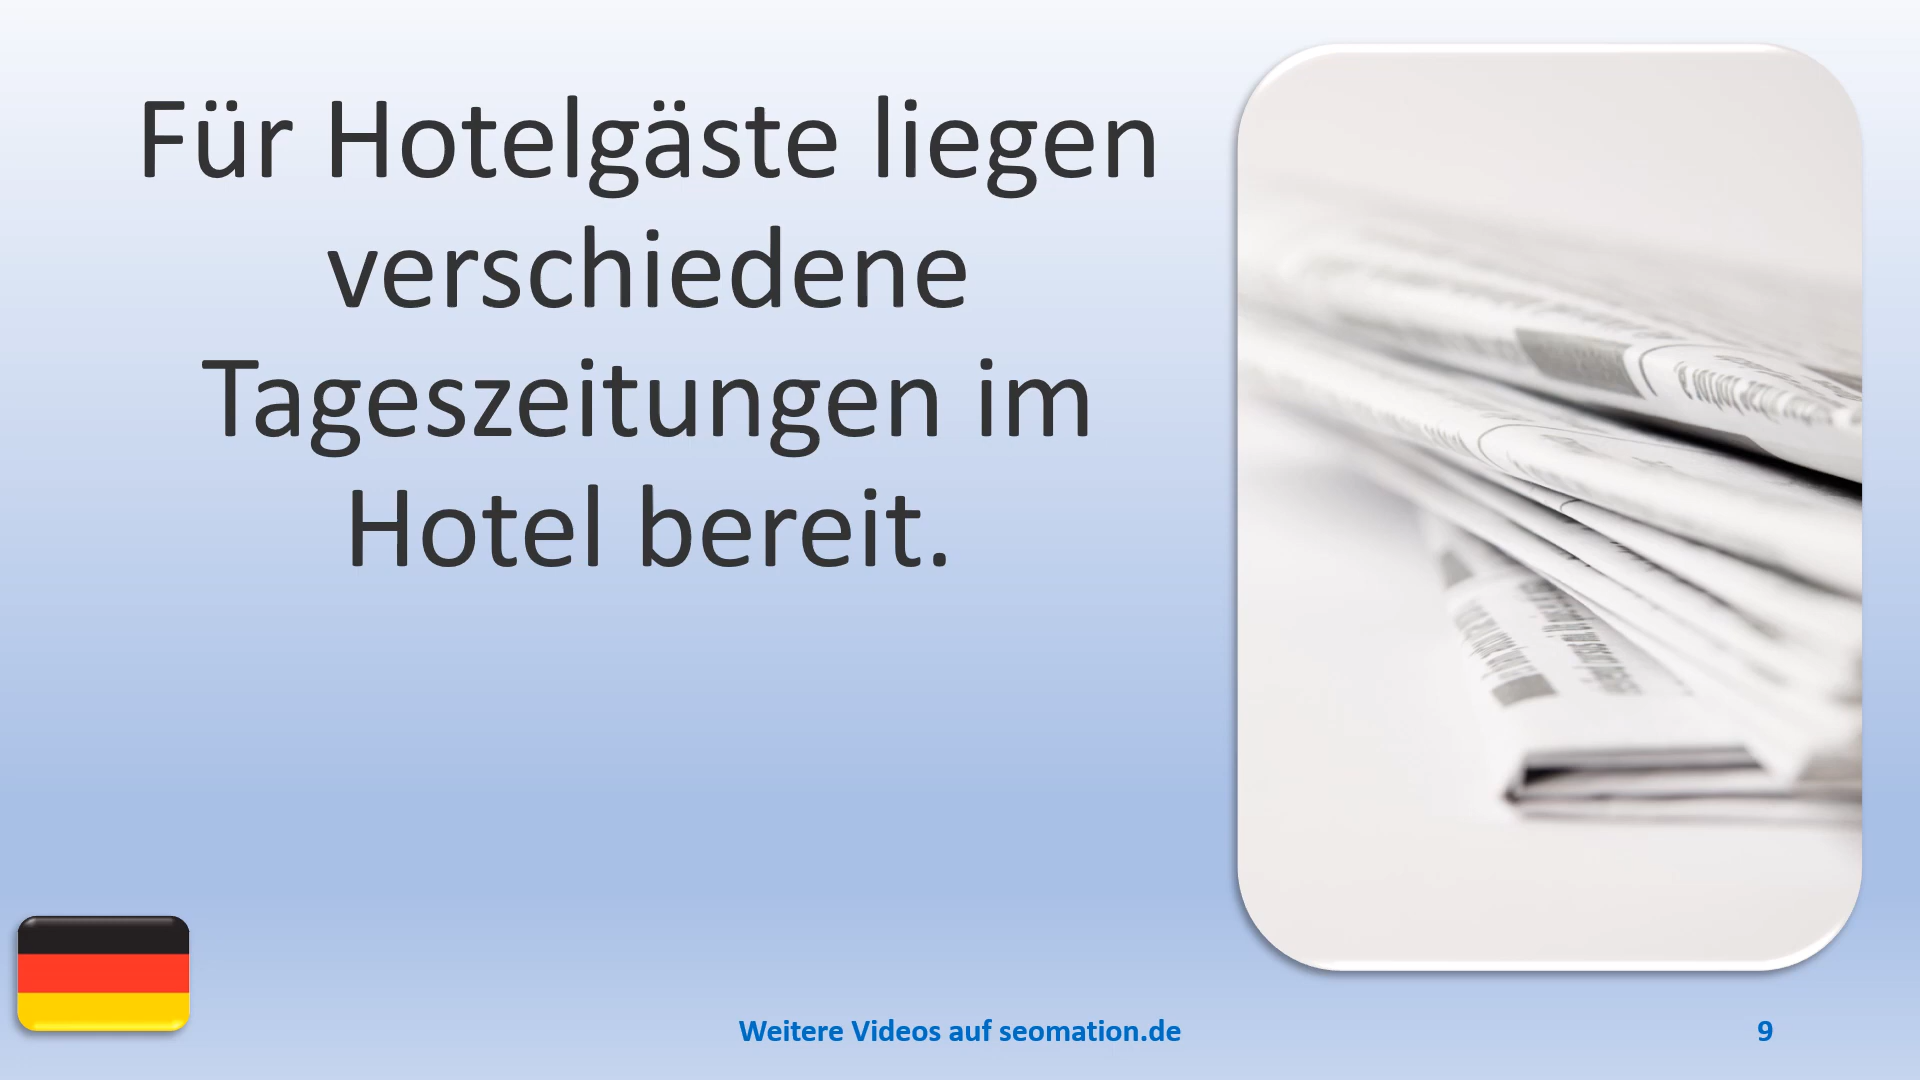 Für Hotelgäste liegen
verschiedene
Tageszeitungen im
Hotel bereit.
Weitere Videos auf seomation.de
9